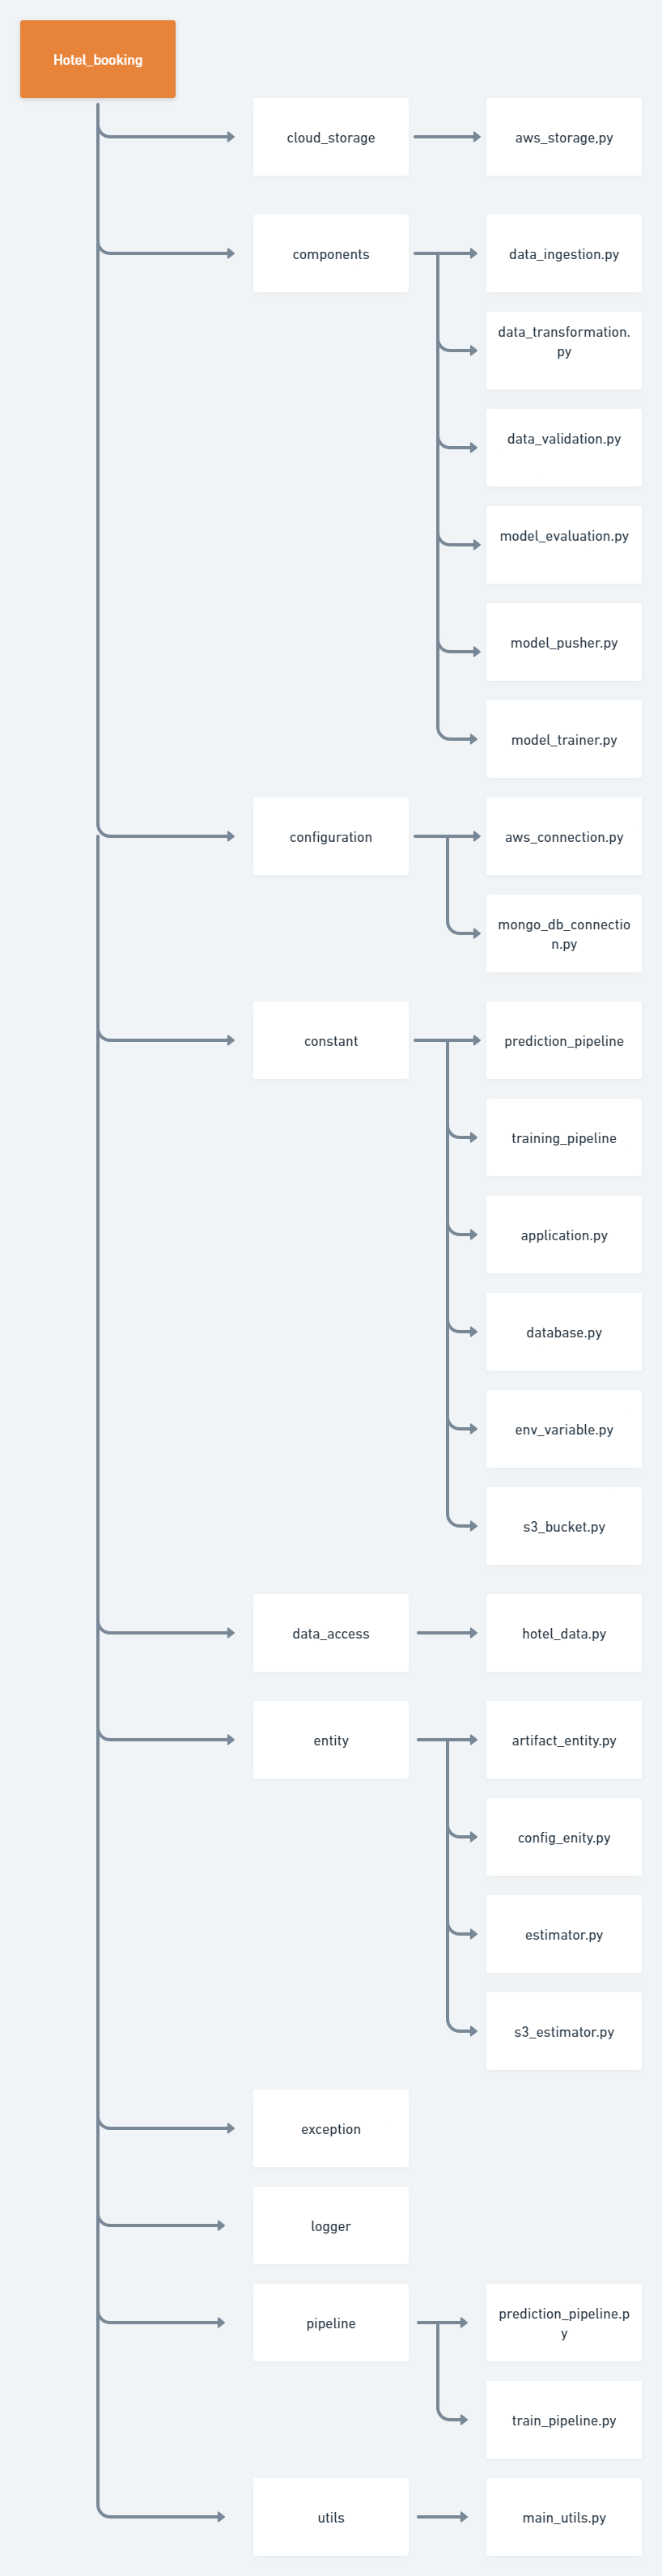 Hotel_booking
cloud_storage
aws_storage,py
components
data_ingestion.py
data_transformation.
py
data_validation.py
model_evaluation.py
model_pusher.py
model_trainer.py
configuration
aws_connection.py
mongo_db_connectio
n.py
constant
prediction_pipeline
training_pipeline
application.py
database.py
env_variable.py
s3_bucket.py
data_access
hotel_data.py
entity
artifact_entity.py
config_enity.py
estimator.py
s3_estimator.py
exception
logger
pipeline
prediction_pipeline.p
y
train_pipeline.py
utils
main_utils.py